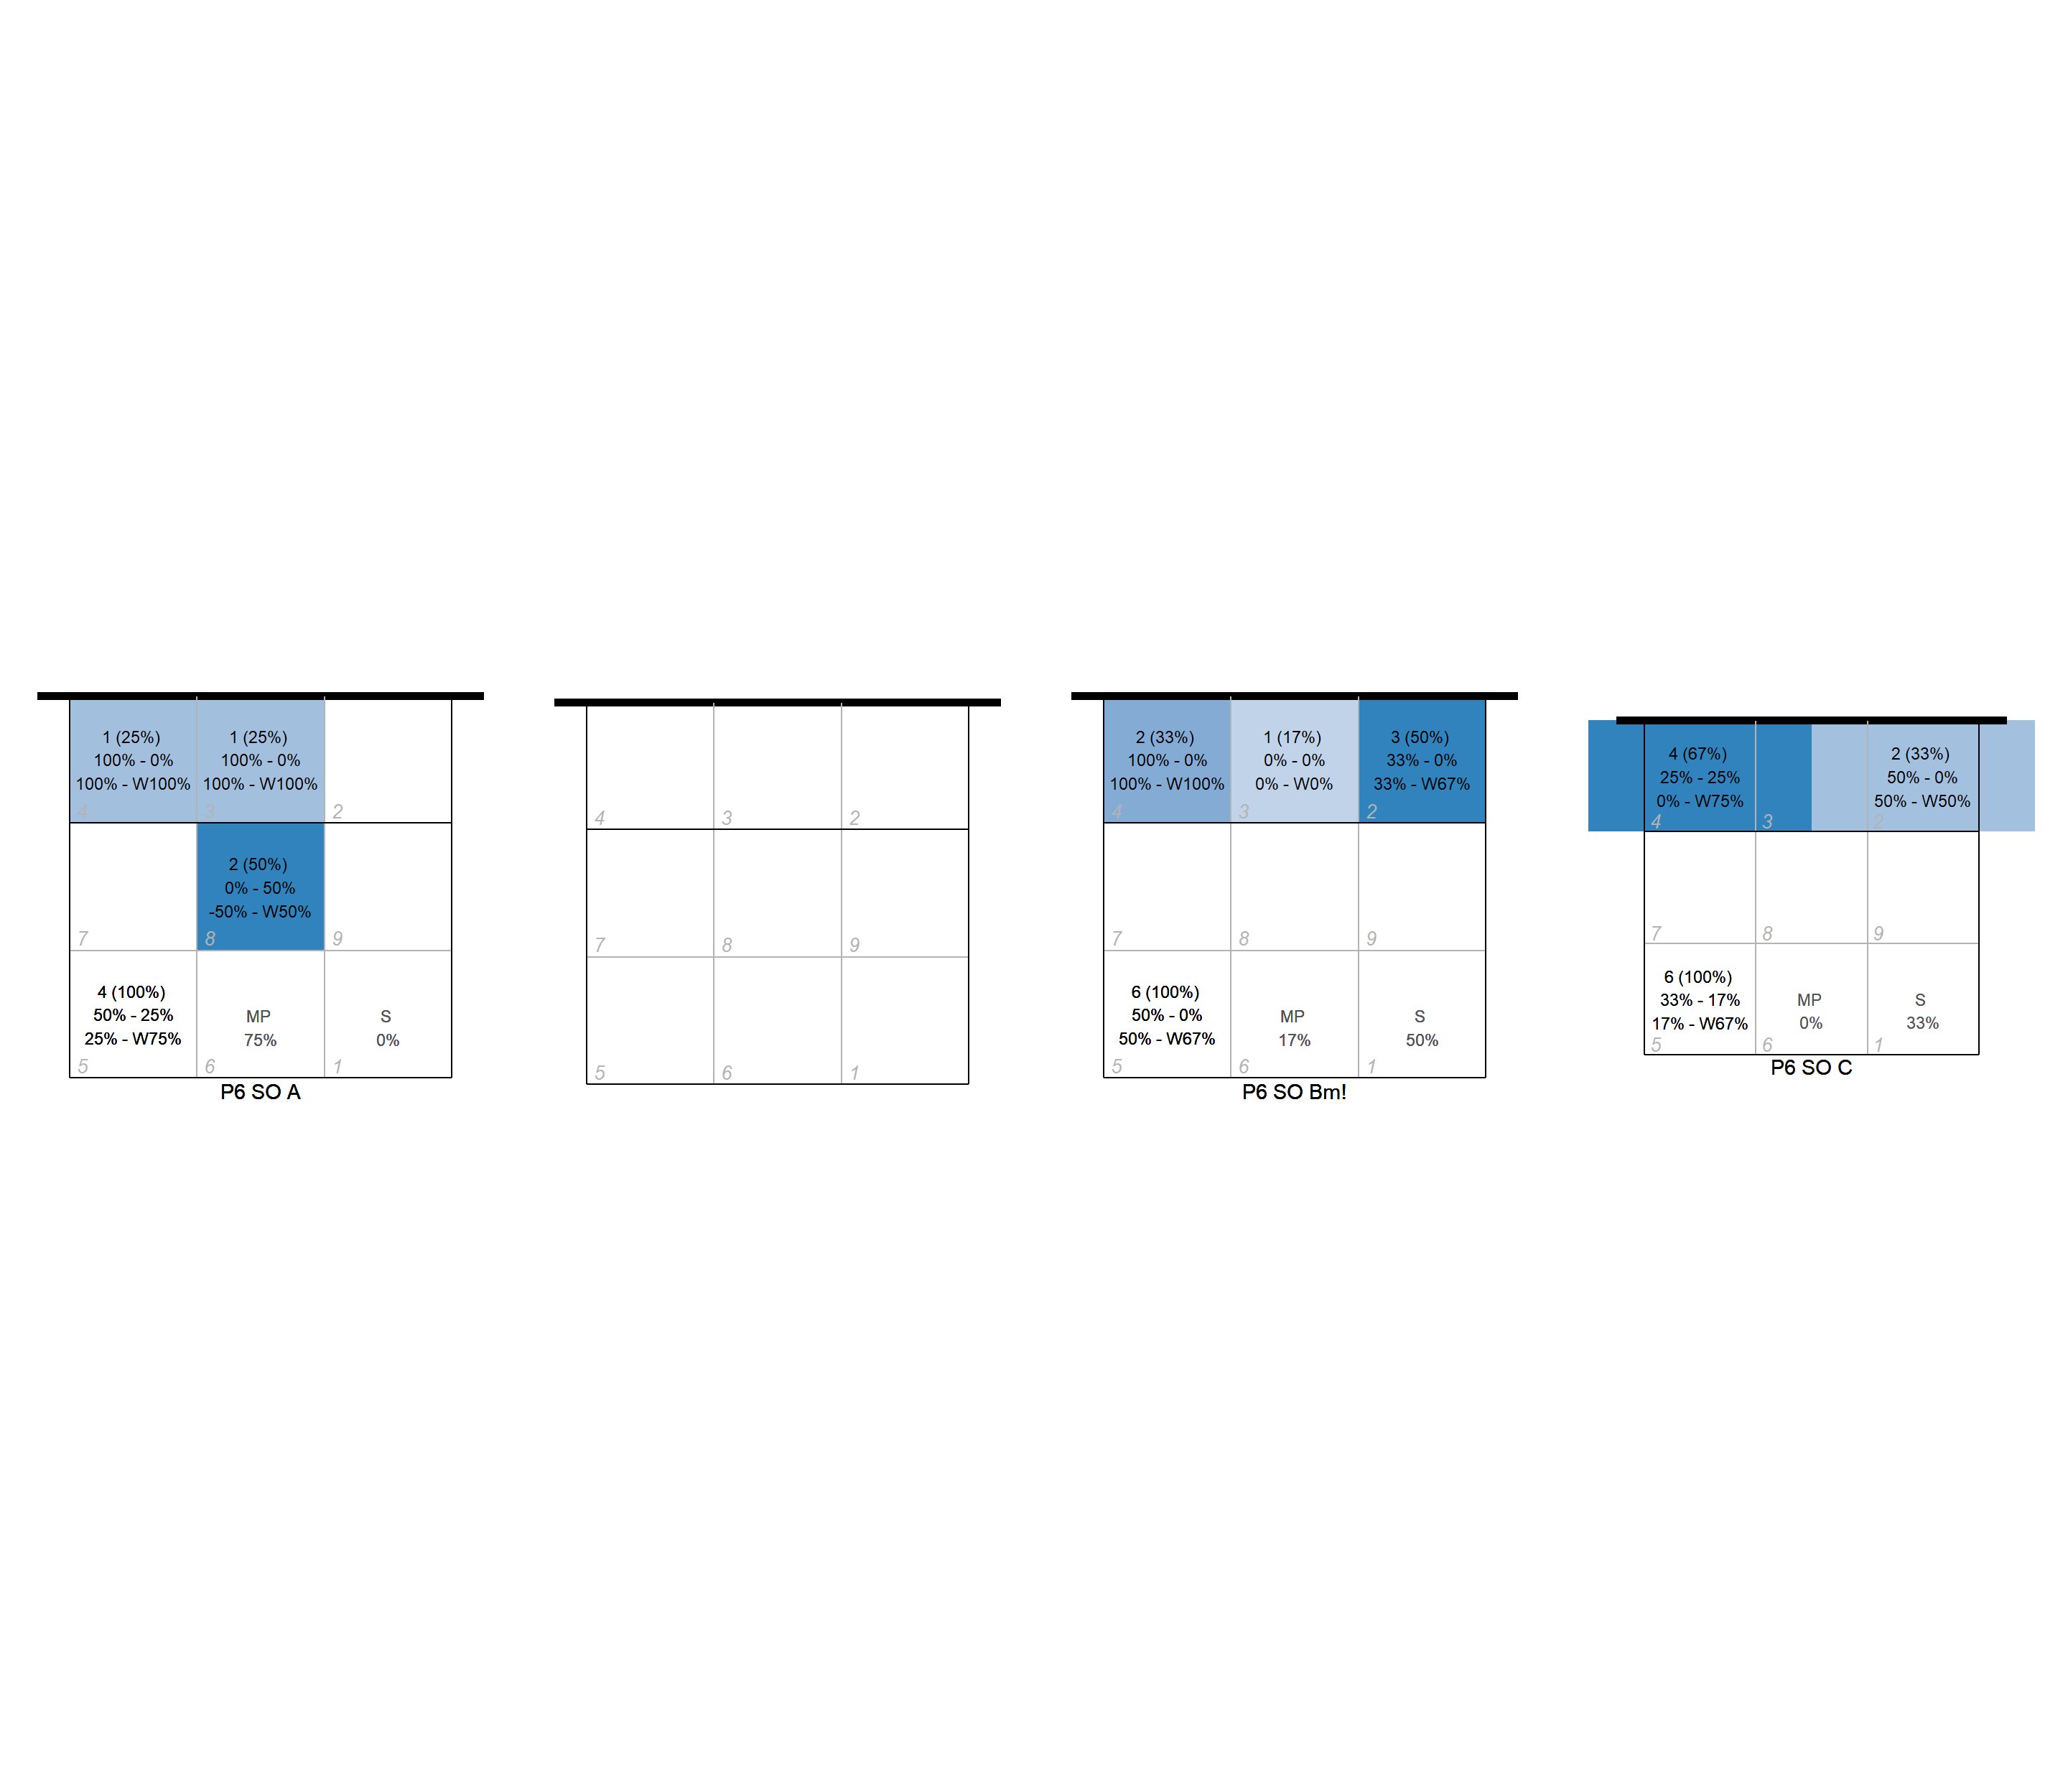 1 (25%)
100% - 0%
100% - W100%
4
1 (25%)
100% - 0%
100% - W100%
3
2
7
2 (50%)
0% - 50%
-50% - W50%
8
9
4 (100%)
50% - 25%
25% - W75%
5
MP
75%
6
S
0%
1
P6 SO A
4
3
2
7
8
9
5
6
1
2 (33%)
100% - 0%
100% - W100%
4
1 (17%)
0% - 0%
0% - W0%
3
3 (50%)
33% - 0%
33% - W67%
2
7
8
9
6 (100%)
50% - 0%
50% - W67%
5
MP
17%
6
S
50%
1
P6 SO Bm!
4 (67%)
25% - 25%
0% - W75%
4
3
2 (33%)
50% - 0%
50% - W50%
2
7
8
9
6 (100%)
33% - 17%
17% - W67%
5
MP
0%
6
S
33%
1
P6 SO C